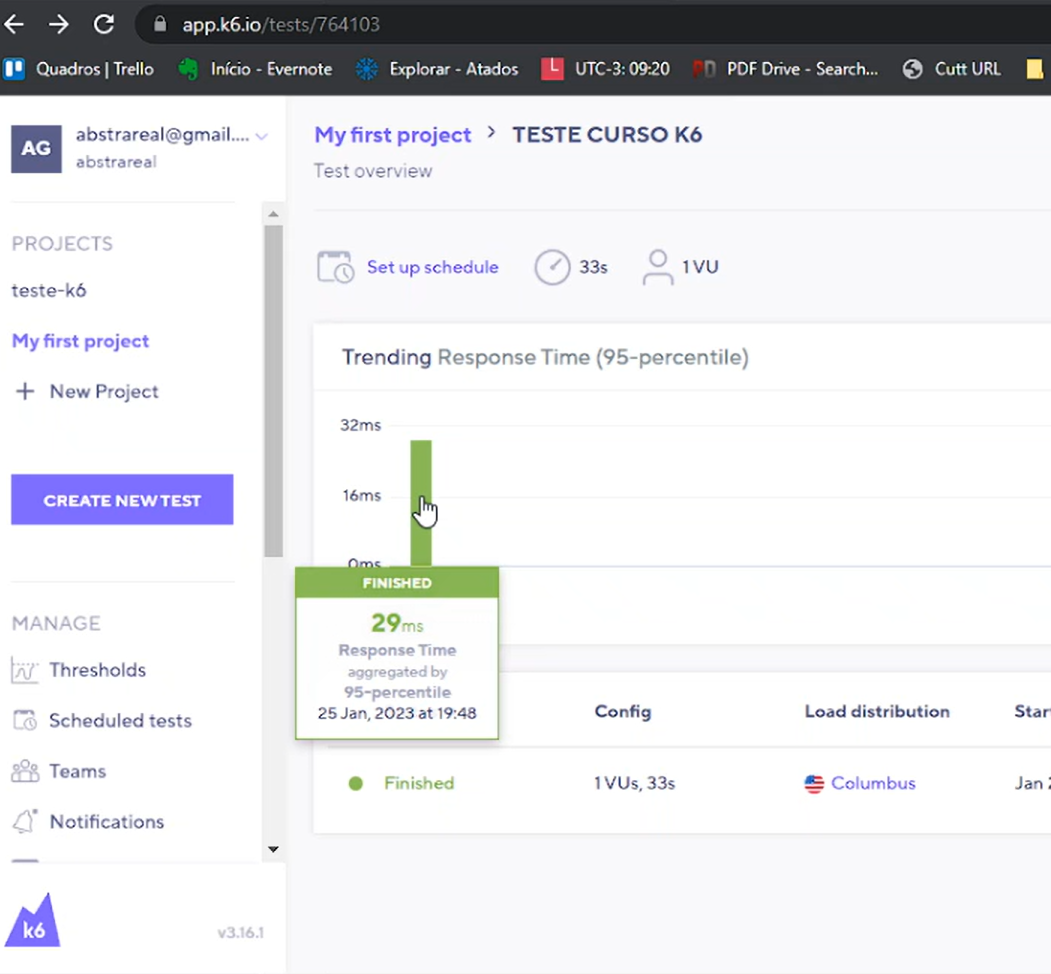 app.k6.io/tests/764103
Quadros | Trello
Início - Evernote
Explorar - Atados
UTC-3: 09:20
PDF Drive - Search...
Cutt URL
AG
abstrareal@gmail....
abstrareal
PROJECTS
teste-k6
My first project
+ New Project
CREATE NEW TEST
MANAGE
Thresholds
Scheduled tests
Teams
Notifications
k6
v3.16.1
My first project > TESTE CURSO K6
Test overview
Set up schedule
33s
1 VU
Trending Response Time (95-percentile)
32ms
16ms
0ms
FINISHED
29ms
Response Time
aggregated by
95-percentile
25 Jan, 2023 at 19:48
Config
Load distribution
Star
Finished
1 VUs, 33s
Columbus
Jan 2